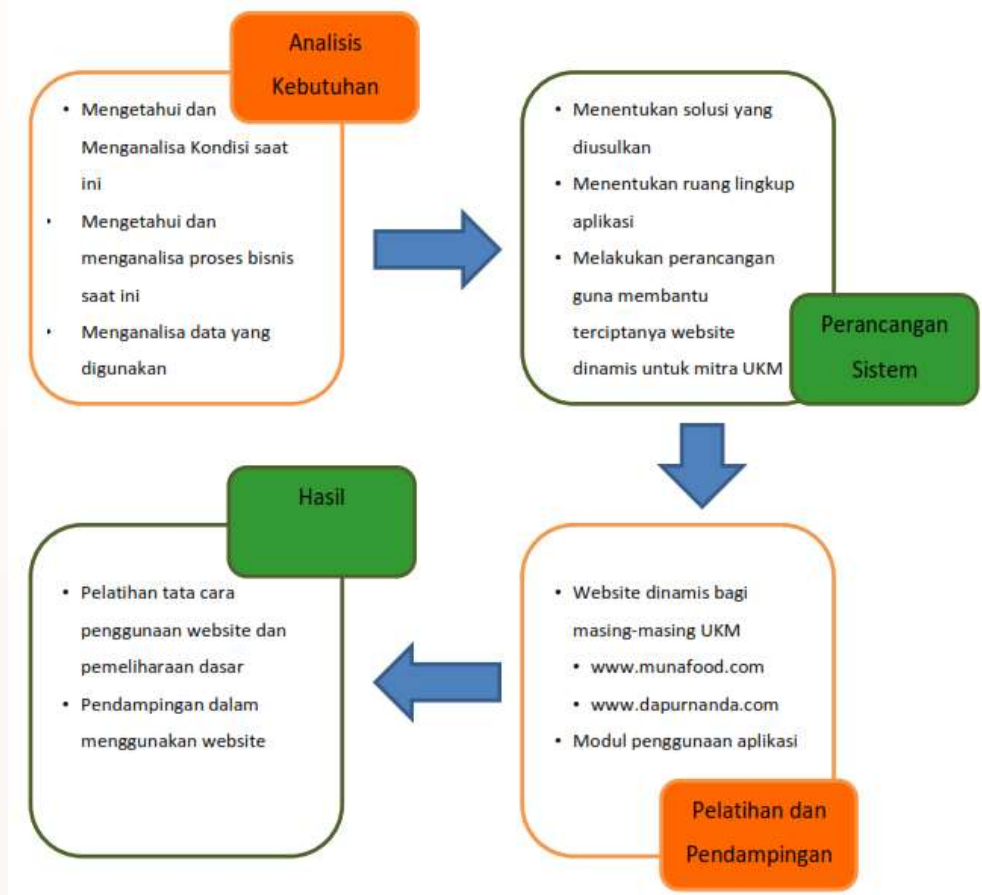 Analisis
Kebutuhan
• Mengetahui dan
Menganalisa Kondisi saat
ini
• Mengetahui dan
menganalisa proses bisnis
saat ini
• Menganalisa data yang
digunakan
• Menentukan solusi yang
diusulkan
• Menentukan ruang lingkup
aplikasi
• Melakukan perancangan
guna membantu
terciptanya website
dinamis untuk mitra UKM
Perancangan
Sistem
Hasil
• Pelatihan tata cara
penggunaan website dan
pemeliharaan dasar
• Pendampingan dalam
menggunakan website
• Website dinamis bagi
masing-masing UKM
• www.munafood.com
• www.dapurnanda.com
• Modul penggunaan aplikasi
Pelatihan dan
Pendampingan